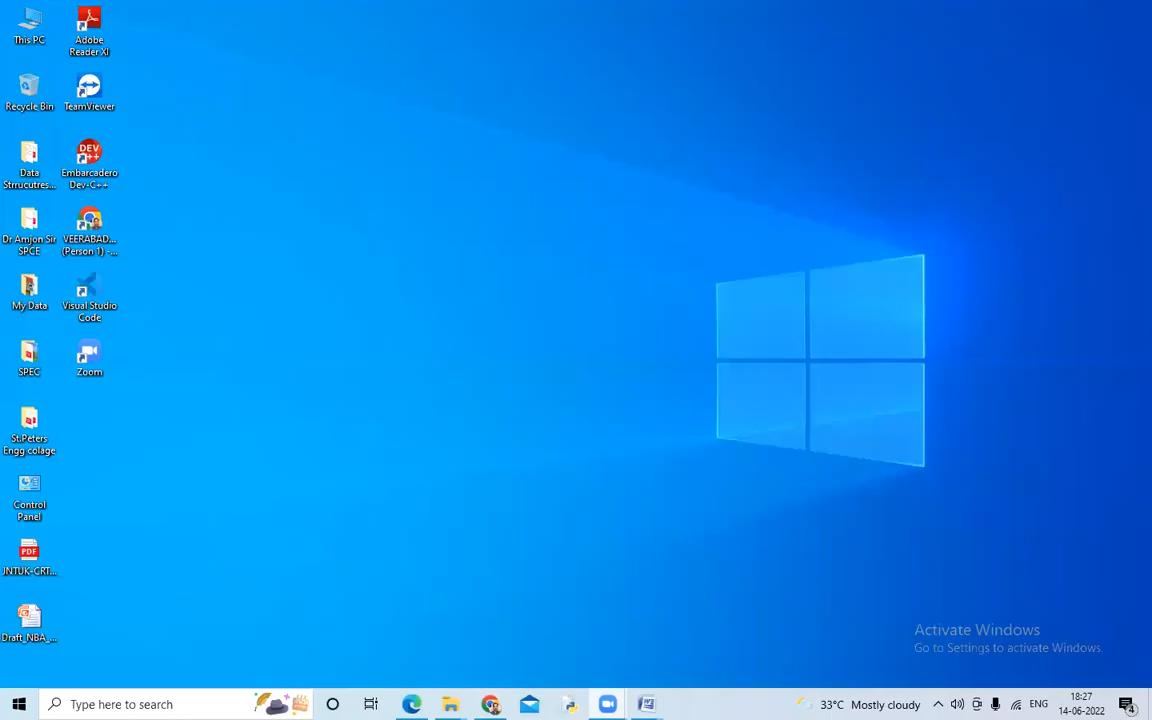 This PC
Adobe
Reader XI
Recycle Bin
TeamViewer
Data
Strrucutres...
DEV
C++
Embarcadero
Dev-C++
Dr Amjon Sir
SPCE
VEERABAD...
(Person 1) -...
My Data
Visual Studio
Code
SPEC
Zoom
St.Peters
Engg colage
Control
Panel
PDF
JNTUK-CRT...
Draft_NBA_...
Activate Windows
Go to Settings to activate Windows.
Type here to search
33°C Mostly cloudy
ENG
18:27
14-06-2022
4